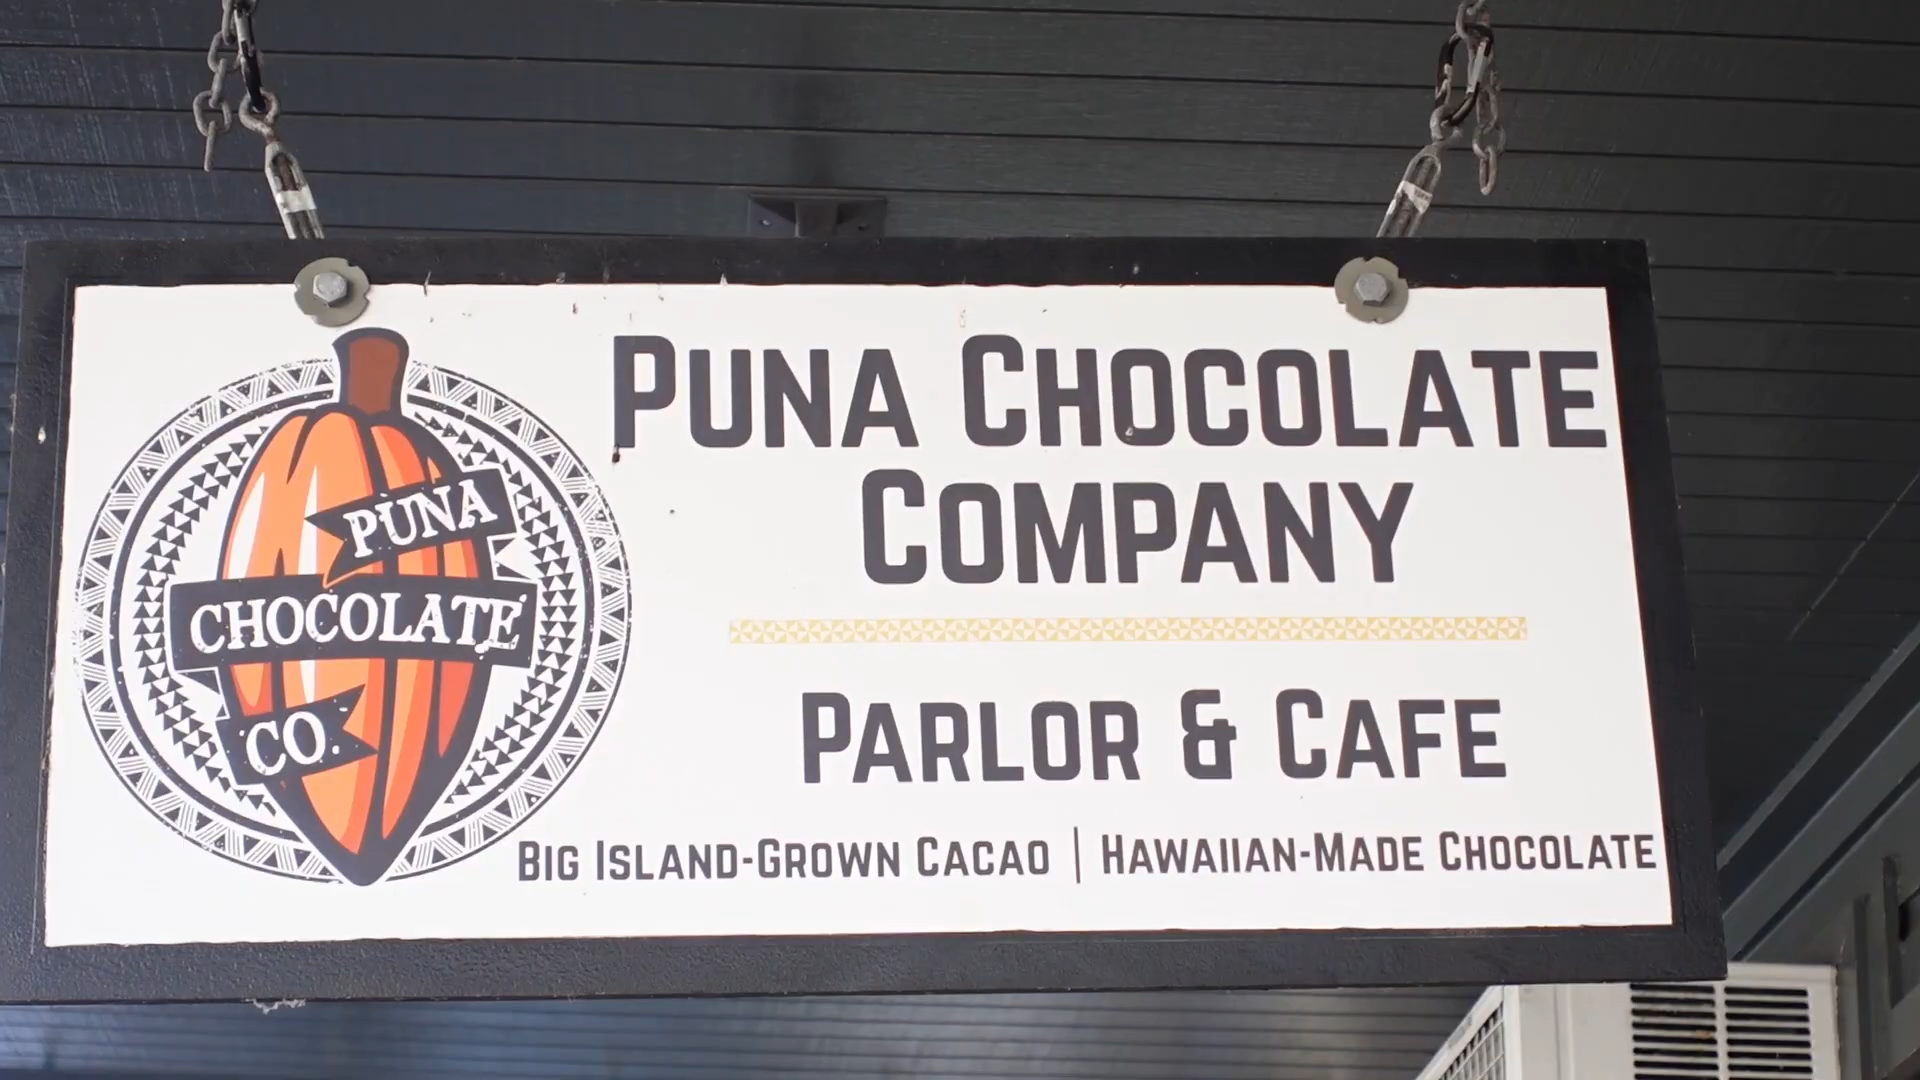 PUNA
CHOCOLATE
CO.
PUNA CHOCOLATE
COMPANY
PARLOR & CAFE
BIG ISLAND-GROWN CACAO | HAWAIIAN-MADE CHOCOLATE